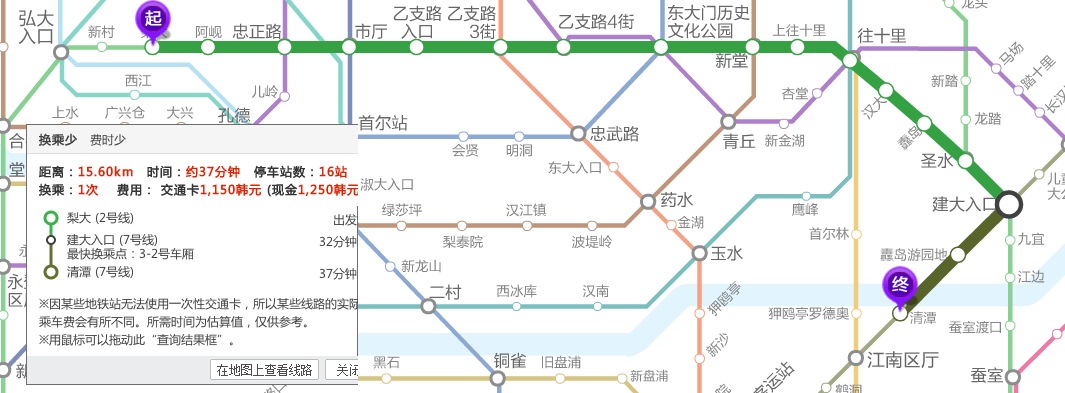 弘大
入口
新村
起
阿岘
忠正路
市厅
乙支路
入口
乙支路
3街
乙支路4街
东大门历史
文化公园
新堂
上往十里
往十里
龙头
马场
踏十里
新踏
龙踏
杏堂
汉大
纛岛
圣水
建大入口
西江
儿岭
上水
广兴仓
大兴
孔德
首尔站
会贤
明洞
忠武路
东大入口
青丘
新金湖
药水
金湖
鹰峰
玉水
淑大入口
绿莎坪
梨泰院
汉江镇
波堤岭
首尔林
新龙山
二村
西冰库
汉南
狎鸥亭
狎鸥亭罗德奥
新沙
纛岛游园地
终
清潭
九宜
江边
蚕室渡口
蚕室
江南区厅
鹤洞
黑石
铜雀
旧盘浦
新盘浦
客运站
换乘少 费时少
距离：15.60km 时间：约37分钟 停车站数：16站
换乘：1次 费用： 交通卡1,150韩元 (现金1,250韩元
梨大 (2号线)
出发
建大入口 (7号线)
32分钟
最快换乘点：3-2号车厢
清潭 (7号线)
37分钟
※因某些地铁站无法使用一次性交通卡，所以某些线路的实际
乘车费会有所不同。所需时间为估算值，仅供参考。
※用鼠标可以拖动此“查询结果框”。
在地图上查看线路
关闭